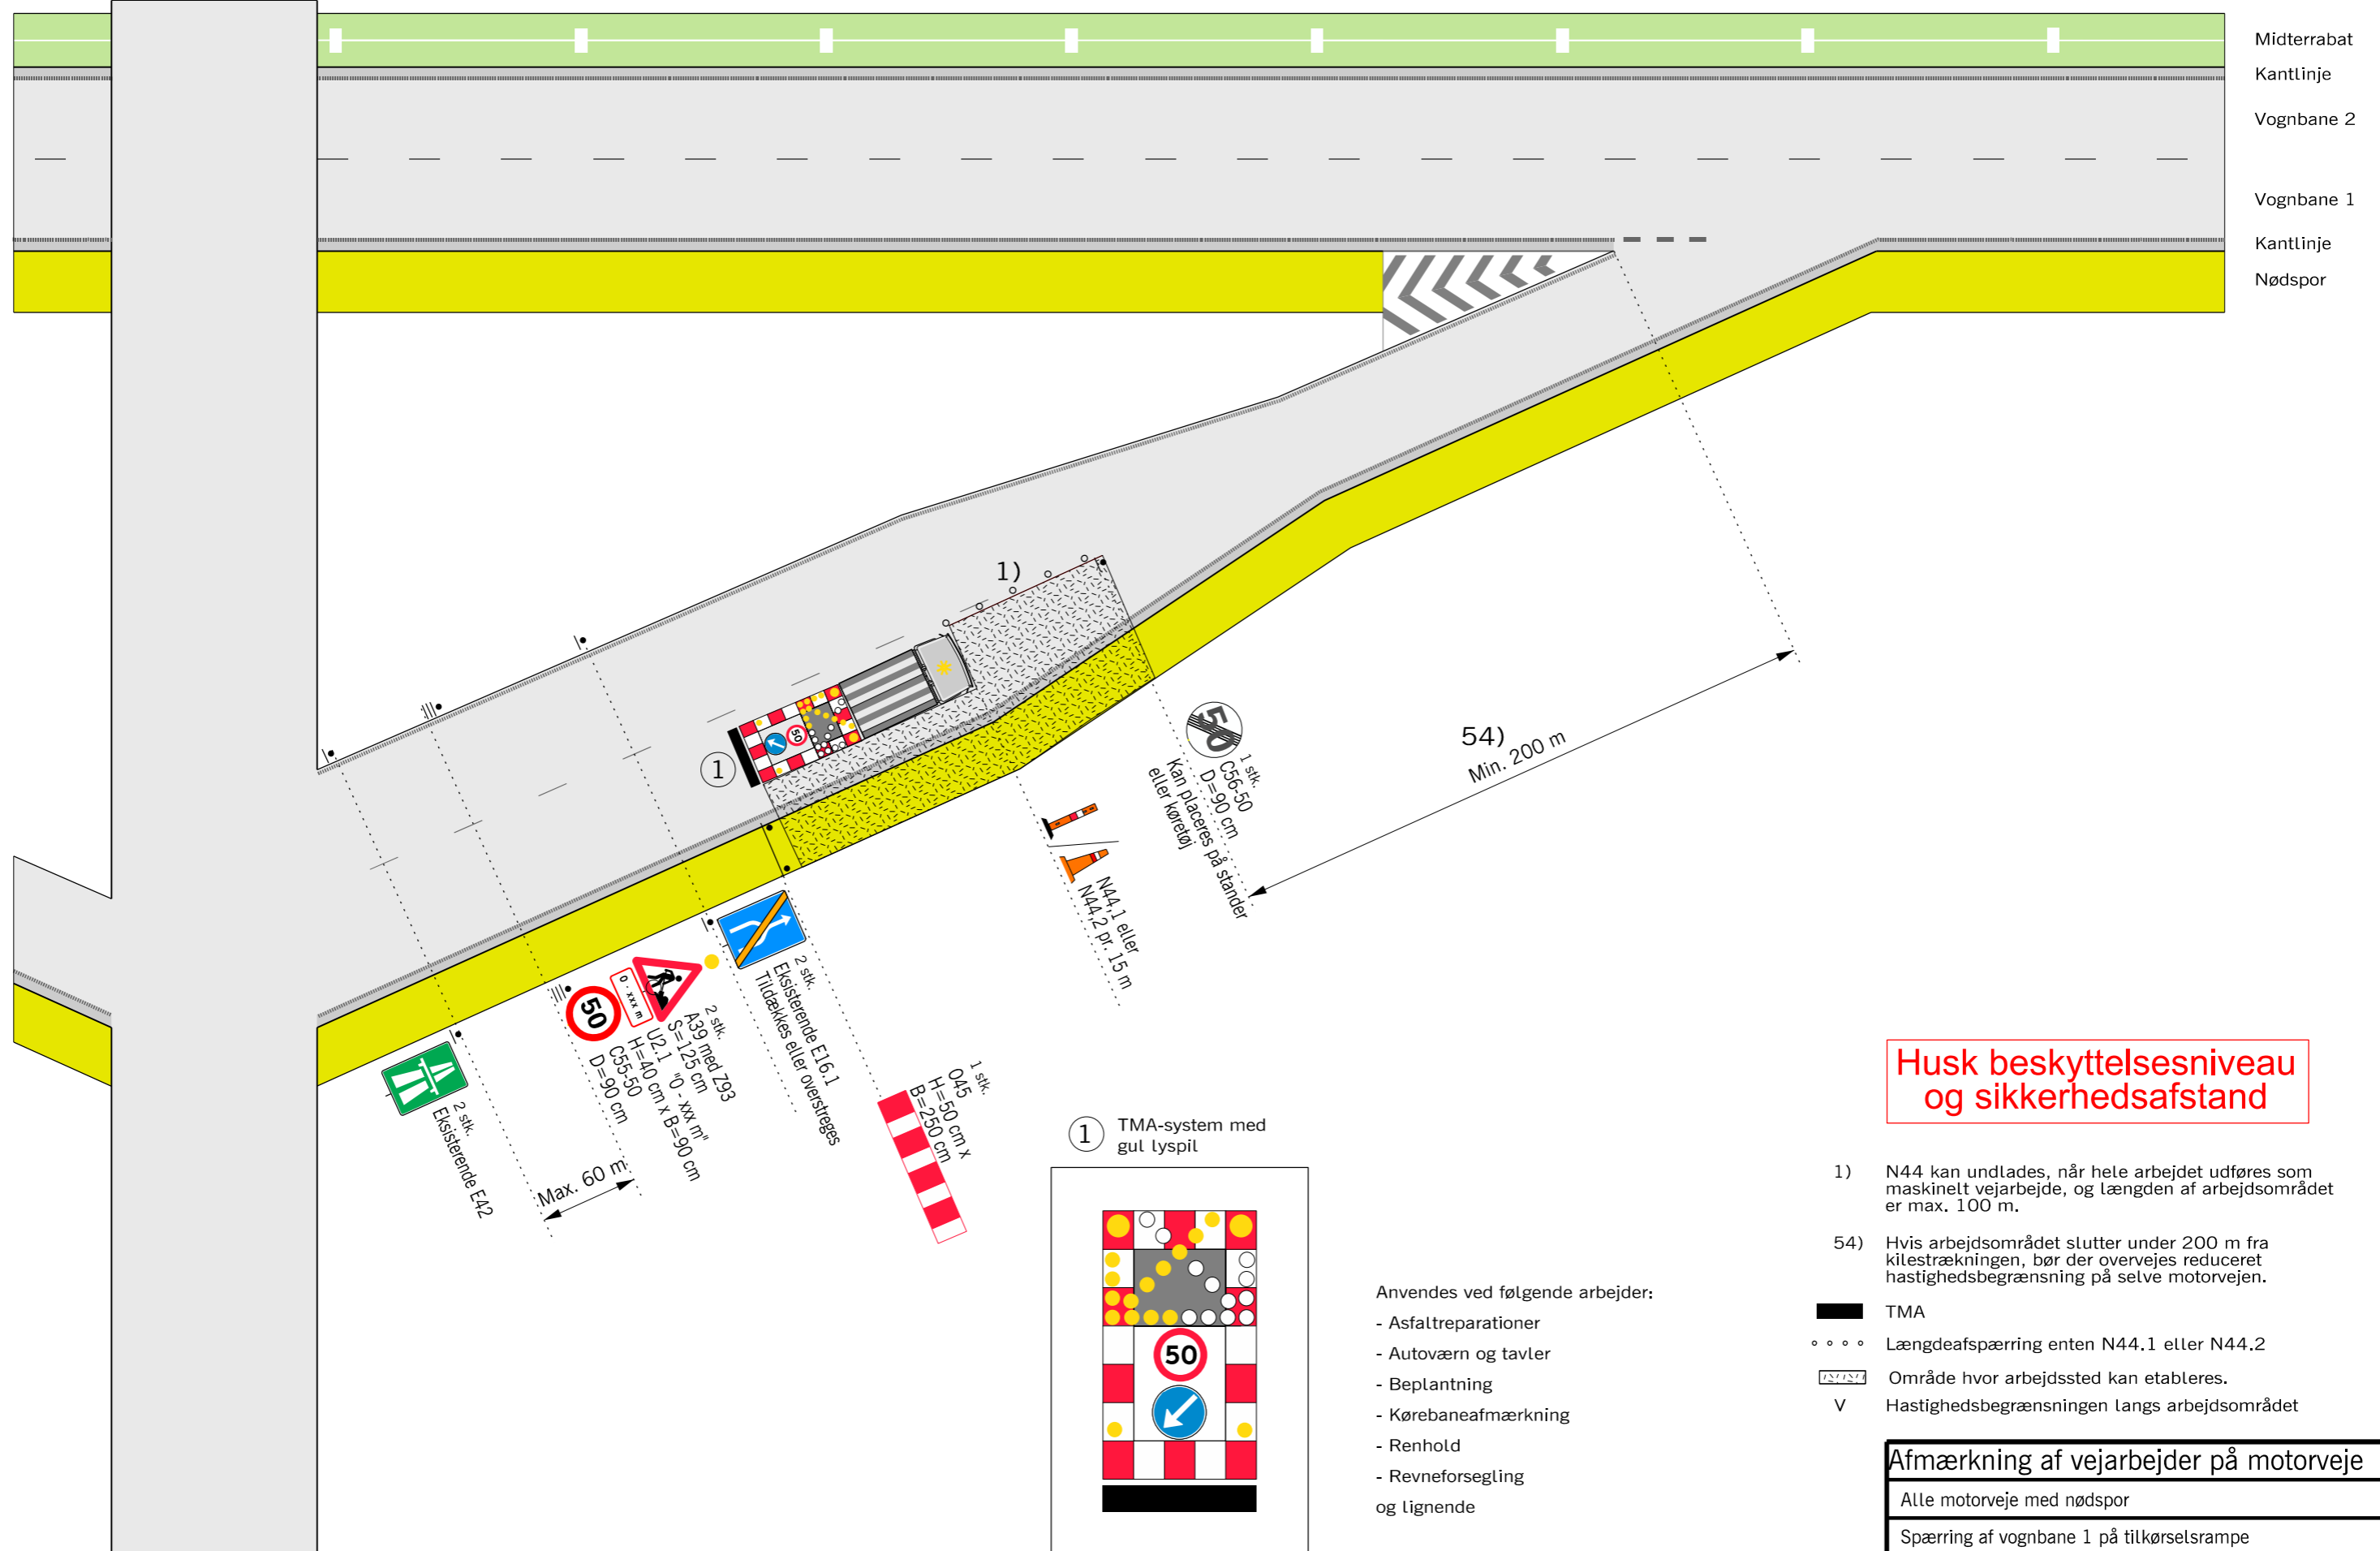 Midterrabat
Kantlinje
Vognbane 2
Vognbane 1
Kantlinje
Nødspor
1)
1
50
50
1 stk.
C56-50
D=90 cm
Kan placeres på stander
eller køretøj
54)
Min. 200 m
N44,1 eller
N44,2 pr. 15 m
2 stk.
Eksisterende E16.1
Tildækkes eller overstreges
0 - xxx m
50
2 stk.
A39 med Z93
S=125 cm
U2.1 "0 - xxx m"
H=40 cm x B=90 cm
C55-50
D=90 cm
2 stk.
Eksisterende E42
Max. 60 m
1 stk.
O45
H=50 cm x
B=250 cm
1
TMA-system med
gul lyspil
50
Anvendes ved følgende arbejder:
- Asfaltreparationer
- Autoværn og tavler
- Beplantning
- Kørebaneafmærkning
- Renhold
- Revneforsegling
og lignende
Husk beskyttelsesniveau
og sikkerhedsafstand
1) N44 kan undlades, når hele arbejdet udføres som
maskinelt vejarbejde, og længden af arbejdsområdet
er max. 100 m.
54) Hvis arbejdsområdet slutter under 200 m fra
kilestrækningen, bør der overvejes reduceret
hastighedsbegrænsning på selve motorvejen.
TMA
Længdeafspærring enten N44.1 eller N44.2
Område hvor arbejdssted kan etableres.
V Hastighedsbegrænsningen langs arbejdsområdet
Afmærkning af vejarbejder på motorveje
Alle motorveje med nødspor
Spærring af vognbane 1 på tilkørselsrampe